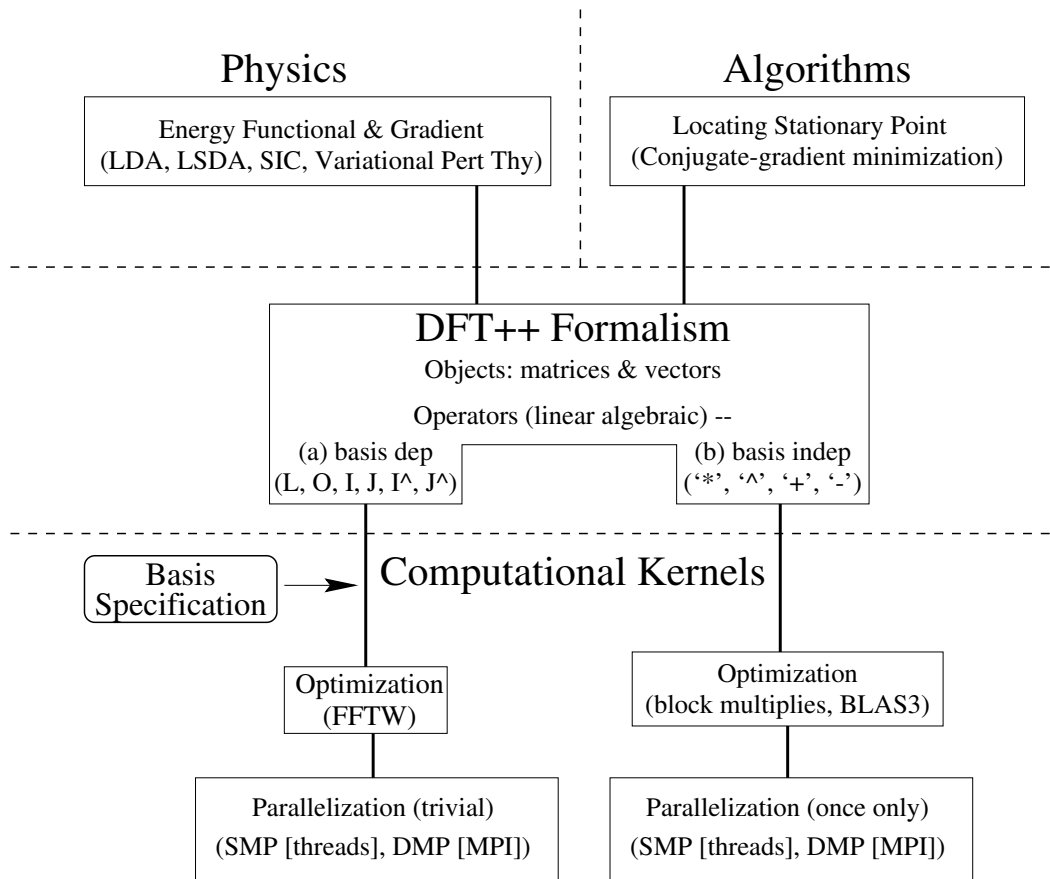 Physics
Algorithms
Energy Functional & Gradient
(LDA, LSDA, SIC, Variational Pert Thy)
Locating Stationary Point
(Conjugate-gradient minimization)
DFT++ Formalism
Objects: matrices & vectors
Operators (linear algebraic) --
(a) basis dep
(L, O, I, J, I^, J^)
(b) basis indep
(‘*’, ‘^’, ‘+’, ‘-’)
Computational Kernels
Basis
Specification
Optimization
(FFTW)
Optimization
(block multiplies, BLAS3)
Parallelization (trivial)
(SMP [threads], DMP [MPI])
Parallelization (once only)
(SMP [threads], DMP [MPI])